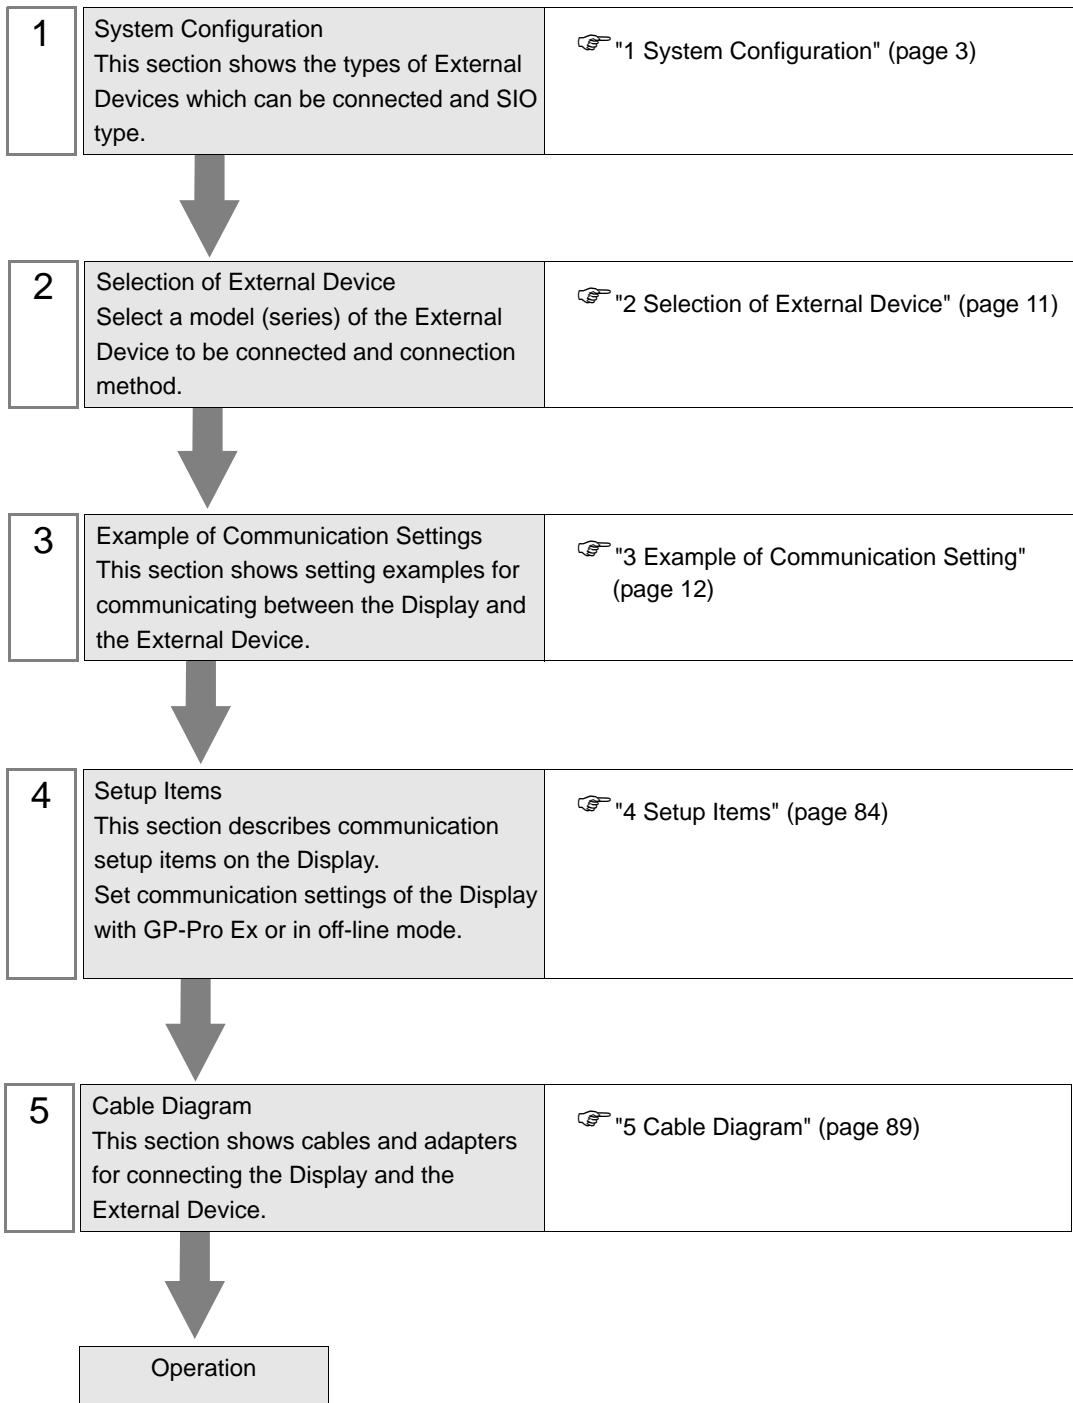 1
System Configuration
This section shows the types of External
Devices which can be connected and SIO
type.
"1 System Configuration" (page 3)
2
Selection of External Device
Select a model (series) of the External
Device to be connected and connection
method.
"2 Selection of External Device" (page 11)
3
Example of Communication Settings
This section shows setting examples for
communicating between the Display and
the External Device.
"3 Example of Communication Setting"
(page 12)
4
Setup Items
This section describes communication
setup items on the Display.
Set communication settings of the Display
with GP-Pro Ex or in off-line mode.
"4 Setup Items" (page 84)
5
Cable Diagram
This section shows cables and adapters
for connecting the Display and the
External Device.
"5 Cable Diagram" (page 89)
Operation